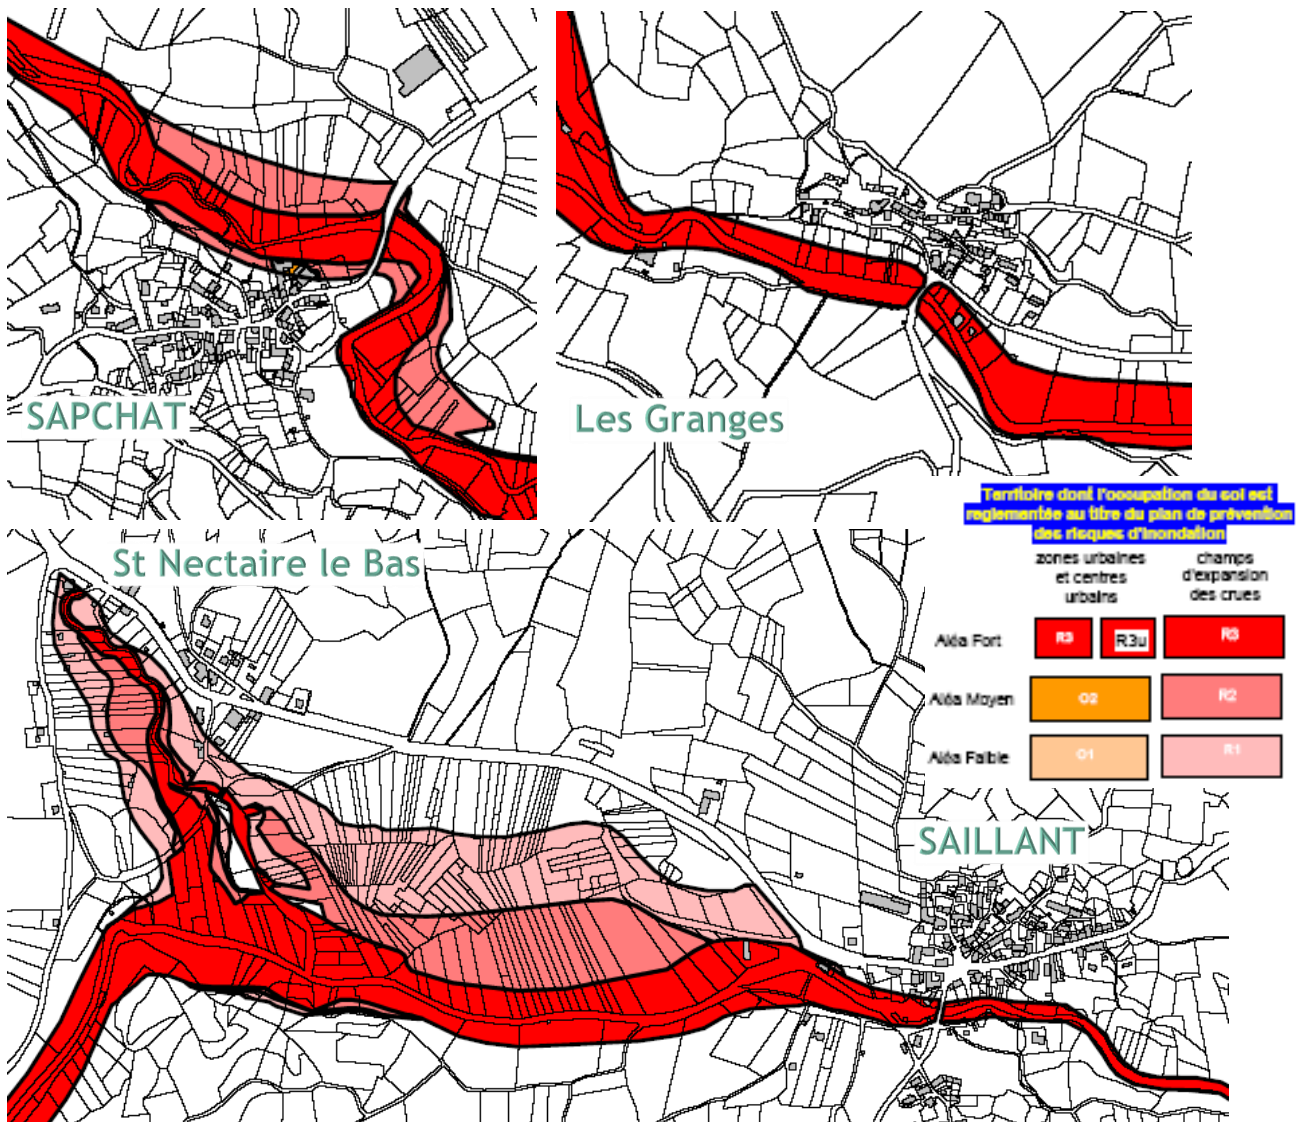 SAPCHAT
Les Granges
Territoire dont l'occupation du sol est
reglementée au titre du plan de prévention
des risques d'inondation
zones urbaines
et centres
urbains
champs
d'expansion
des crues
Aléa Fort
R3
R3u
R3
Aléa Moyen
O2
R2
Aléa Faible
O1
R1
St Nectaire le Bas
SAILLANT